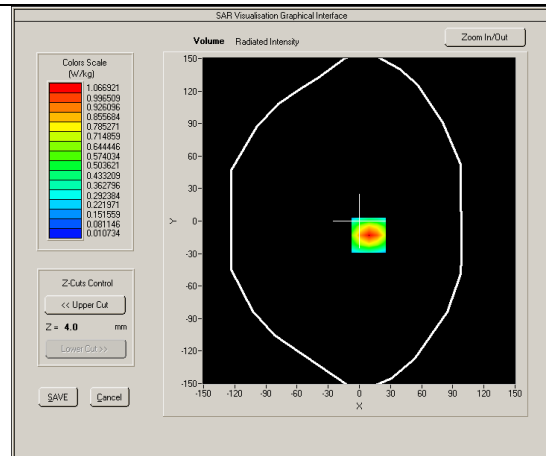 SAR Visualisation Graphical Interface
Volume Radiated Intensity
Zoom In/Out
Colors Scale
(W/kg)
1.066921
0.996509
0.926096
0.855684
0.785271
0.714859
0.644446
0.574034
0.503621
0.433209
0.362796
0.292384
0.221971
0.151559
0.081146
0.010734
Z-Cuts Control
<< Upper Cut
Z = 4.0 mm
Lower Cut >>
SAVE Cancel
150-
120-
90-
60-
30-
0-
-30-
-60-
-90-
-120-
-150-
Y
-150 -120 -90 -60 -30 0 30 60 90 120 150
X